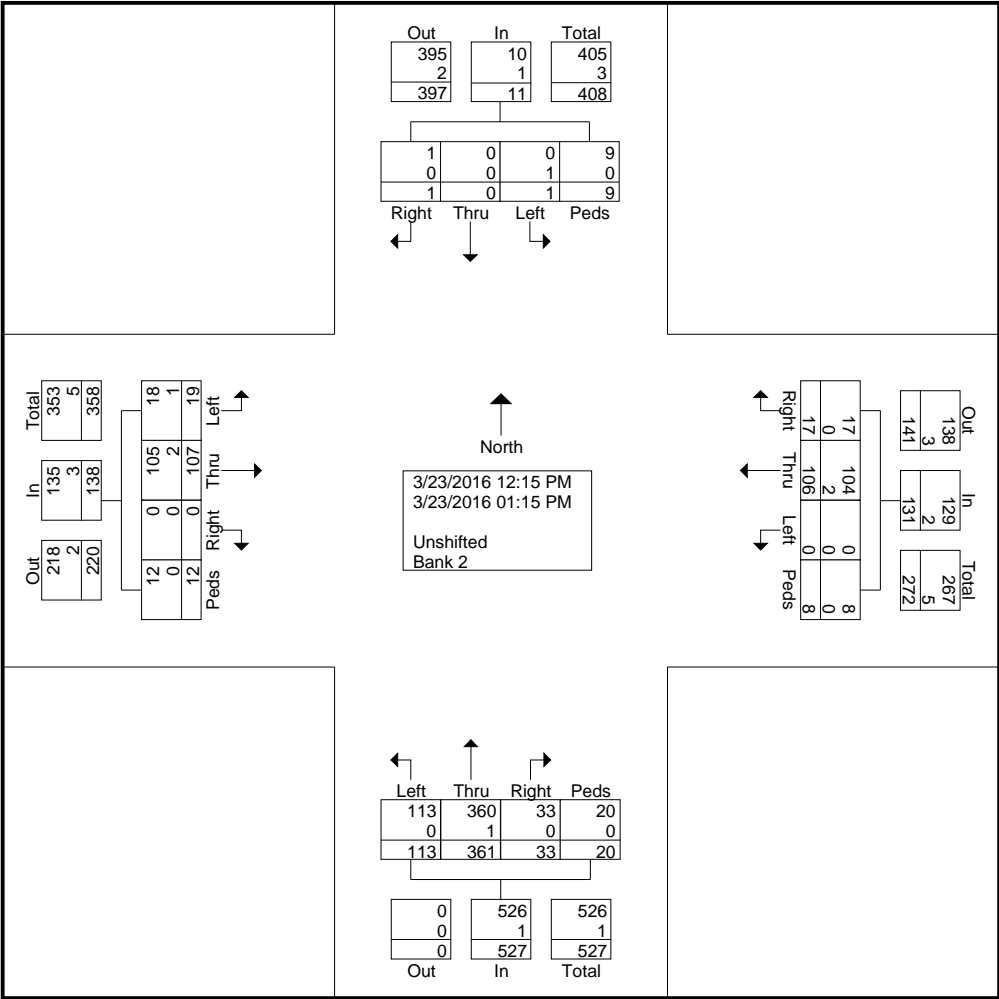 Out In Total
395 10 405
2 1 3
397 11 408
1 0 0 9
0 0 1 0
1 0 1 9
Right Thru Left Peds
Total
353
5
358
In
135
3
138
Out
218
2
220
18
1
19
Left
105
2
107
Thru
0
0
0
Right
12
0
12
Peds
North
3/23/2016 12:15 PM
3/23/2016 01:15 PM
Unshifted
Bank 2
Right
17
0
17
Thru
104
2
106
Left
0
0
0
Peds
8
0
8
Out
138
3
141
In
129
2
131
Total
267
5
272
Left Thru Right Peds
113 360 33 20
0 1 0 0
113 361 33 20
0 526 526
0 1 1
0 527 527
Out In Total